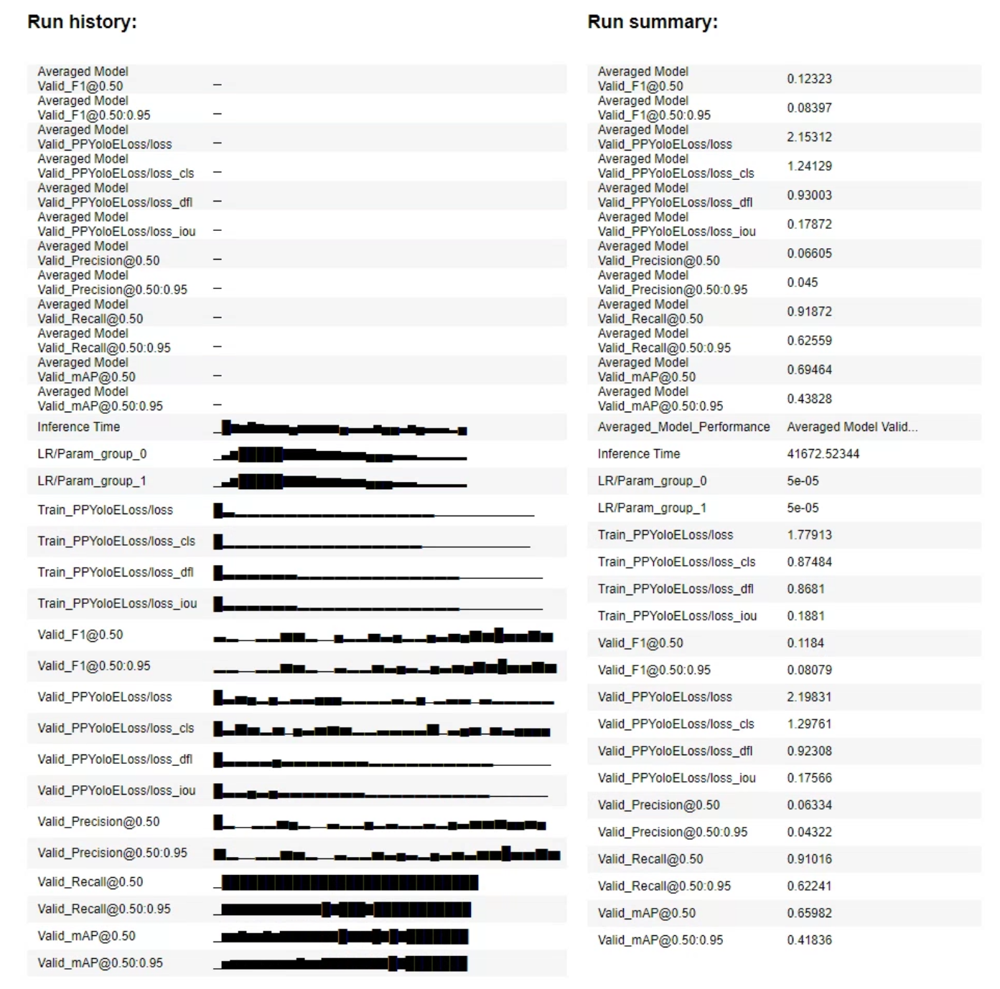 Run history:
Averaged Model
Valid_F1@0.50
Averaged Model
Valid_F1@0.50:0.95
Averaged Model
Valid_PPYoloELoss/loss
Averaged Model
Valid_PPYoloELoss/loss_cls
Averaged Model
Valid_PPYoloELoss/loss_dfl
Averaged Model
Valid_PPYoloELoss/loss_iou
Averaged Model
Valid_Precision@0.50
Averaged Model
Valid_Precision@0.50:0.95
Averaged Model
Valid_Recall@0.50
Averaged Model
Valid_Recall@0.50:0.95
Averaged Model
Valid_mAP@0.50
Averaged Model
Valid_mAP@0.50:0.95
Inference Time
LR/Param_group_0
LR/Param_group_1
Train_PPYoloELoss/loss
Train_PPYoloELoss/loss_cls
Train_PPYoloELoss/loss_dfl
Train_PPYoloELoss/loss_iou
Valid_F1@0.50
Valid_F1@0.50:0.95
Valid_PPYoloELoss/loss
Valid_PPYoloELoss/loss_cls
Valid_PPYoloELoss/loss_dfl
Valid_PPYoloELoss/loss_iou
Valid_Precision@0.50
Valid_Precision@0.50:0.95
Valid_Recall@0.50
Valid_Recall@0.50:0.95
Valid_mAP@0.50
Valid_mAP@0.50:0.95
Run summary:
Averaged Model
Valid_F1@0.50 0.12323
Averaged Model
Valid_F1@0.50:0.95 0.08397
Averaged Model
Valid_PPYoloELoss/loss 2.15312
Averaged Model
Valid_PPYoloELoss/loss_cls 1.24129
Averaged Model
Valid_PPYoloELoss/loss_dfl 0.93003
Averaged Model
Valid_PPYoloELoss/loss_iou 0.17872
Averaged Model
Valid_Precision@0.50 0.06605
Averaged Model
Valid_Precision@0.50:0.95 0.045
Averaged Model
Valid_Recall@0.50 0.91872
Averaged Model
Valid_Recall@0.50:0.95 0.62559
Averaged Model
Valid_mAP@0.50 0.69464
Averaged Model
Valid_mAP@0.50:0.95 0.43828
Averaged_Model_Performance Averaged Model Valid...
Inference Time 41672.52344
LR/Param_group_0 5e-05
LR/Param_group_1 5e-05
Train_PPYoloELoss/loss 1.77913
Train_PPYoloELoss/loss_cls 0.87484
Train_PPYoloELoss/loss_dfl 0.8681
Train_PPYoloELoss/loss_iou 0.1881
Valid_F1@0.50 0.1184
Valid_F1@0.50:0.95 0.08079
Valid_PPYoloELoss/loss 2.19831
Valid_PPYoloELoss/loss_cls 1.29761
Valid_PPYoloELoss/loss_dfl 0.92308
Valid_PPYoloELoss/loss_iou 0.17566
Valid_Precision@0.50 0.06334
Valid_Precision@0.50:0.95 0.04322
Valid_Recall@0.50 0.91016
Valid_Recall@0.50:0.95 0.62241
Valid_mAP@0.50 0.65982
Valid_mAP@0.50:0.95 0.41836